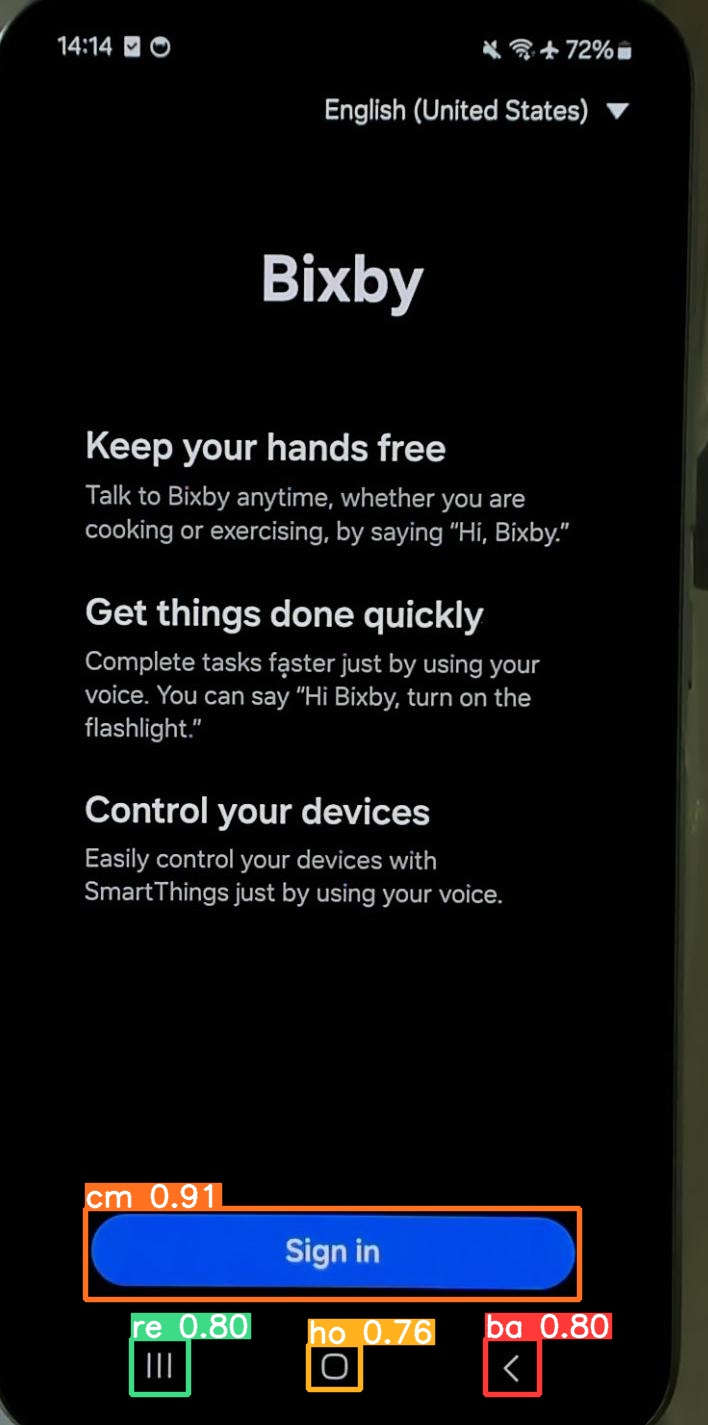 14:14 72%
English (United States)
Bixby
Keep your hands free
Talk to Bixby anytime, whether you are
cooking or exercising, by saying “Hi, Bixby.”
Get things done quickly
Complete tasks faster just by using your
voice. You can say “Hi Bixby, turn on the
flashlight.”
Control your devices
Easily control your devices with
SmartThings just by using your voice.
cm 0.91
Sign in
re 0.80 ho 0.76 ba 0.80